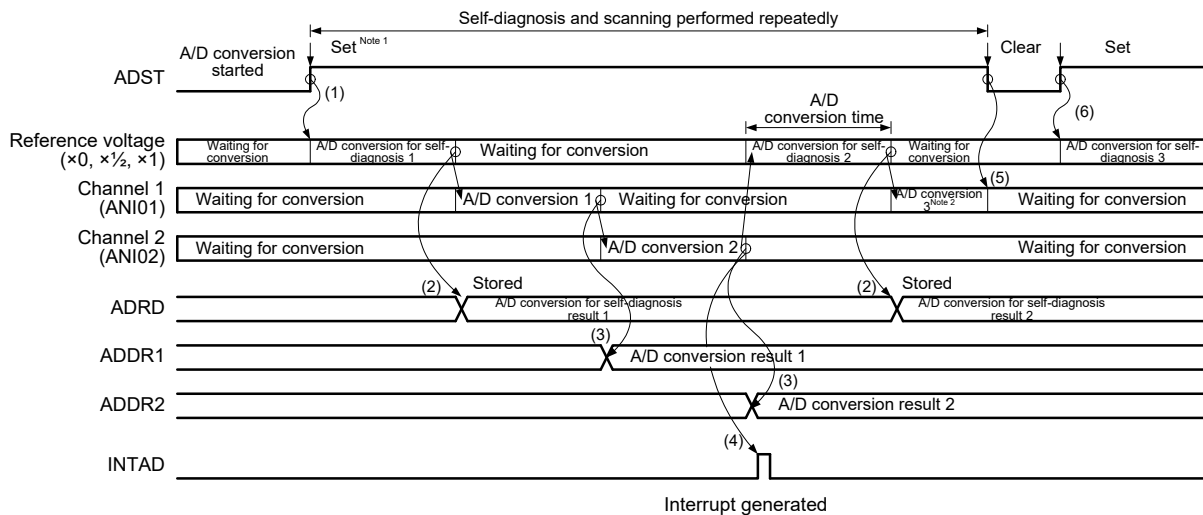 Self-diagnosis and scanning performed repeatedly
A/D conversion
started
Set Note 1
Clear
Set
ADST
(1)
A/D
conversion time
(6)
Reference voltage
(×0, ×½, ×1)
Waiting for
conversion
A/D conversion for self-
diagnosis 1
Waiting for conversion
A/D conversion for self-
diagnosis 2
Waiting for
conversion
A/D conversion for self-
diagnosis 3
(5)
Channel 1
(ANI01)
Waiting for conversion
A/D conversion 1
Waiting for conversion
A/D conversion
3Note 2
Waiting for conversion
Channel 2
(ANI02)
Waiting for conversion
A/D conversion 2
Waiting for conversion
(2)
Stored
(2)
Stored
ADRD
A/D conversion for self-diagnosis
result 1
A/D conversion for self-diagnosis
result 2
(3)
ADDR1
A/D conversion result 1
(3)
ADDR2
A/D conversion result 2
(4)
INTAD
Interrupt generated